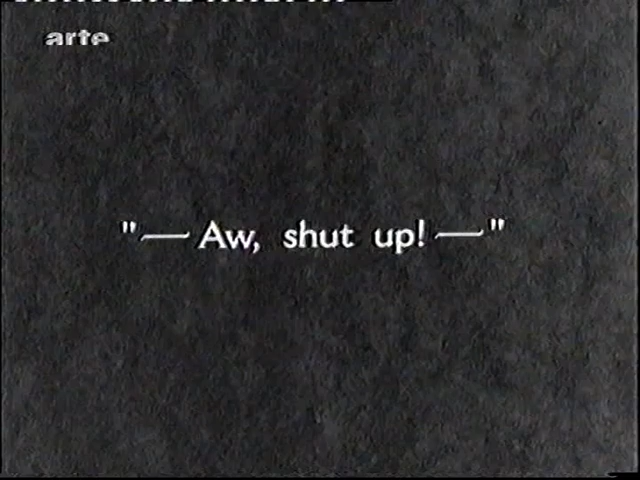 arte
"— Aw, shut up! —"